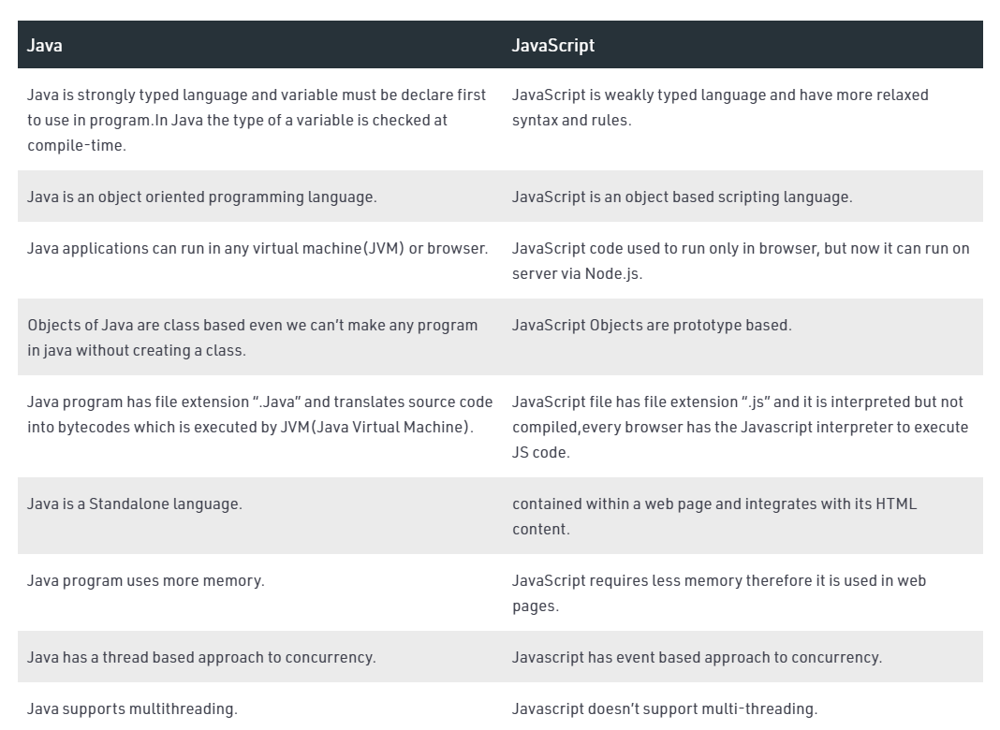 Java
JavaScript
Java is strongly typed language and variable must be declare first
to use in program.In Java the type of a variable is checked at
compile-time.
JavaScript is weakly typed language and have more relaxed
syntax and rules.
Java is an object oriented programming language.
JavaScript is an object based scripting language.
Java applications can run in any virtual machine(JVM) or browser.
JavaScript code used to run only in browser, but now it can run on
server via Node.js.
Objects of Java are class based even we can’t make any program
in java without creating a class.
JavaScript Objects are prototype based.
Java program has file extension “.Java” and translates source code
into bytecodes which is executed by JVM(Java Virtual Machine).
JavaScript file has file extension “.js” and it is interpreted but not
compiled,every browser has the Javascript interpreter to execute
JS code.
Java is a Standalone language.
contained within a web page and integrates with its HTML
content.
Java program uses more memory.
JavaScript requires less memory therefore it is used in web
pages.
Java has a thread based approach to concurrency.
Javascript has event based approach to concurrency.
Java supports multithreading.
Javascript doesn’t support multi-threading.